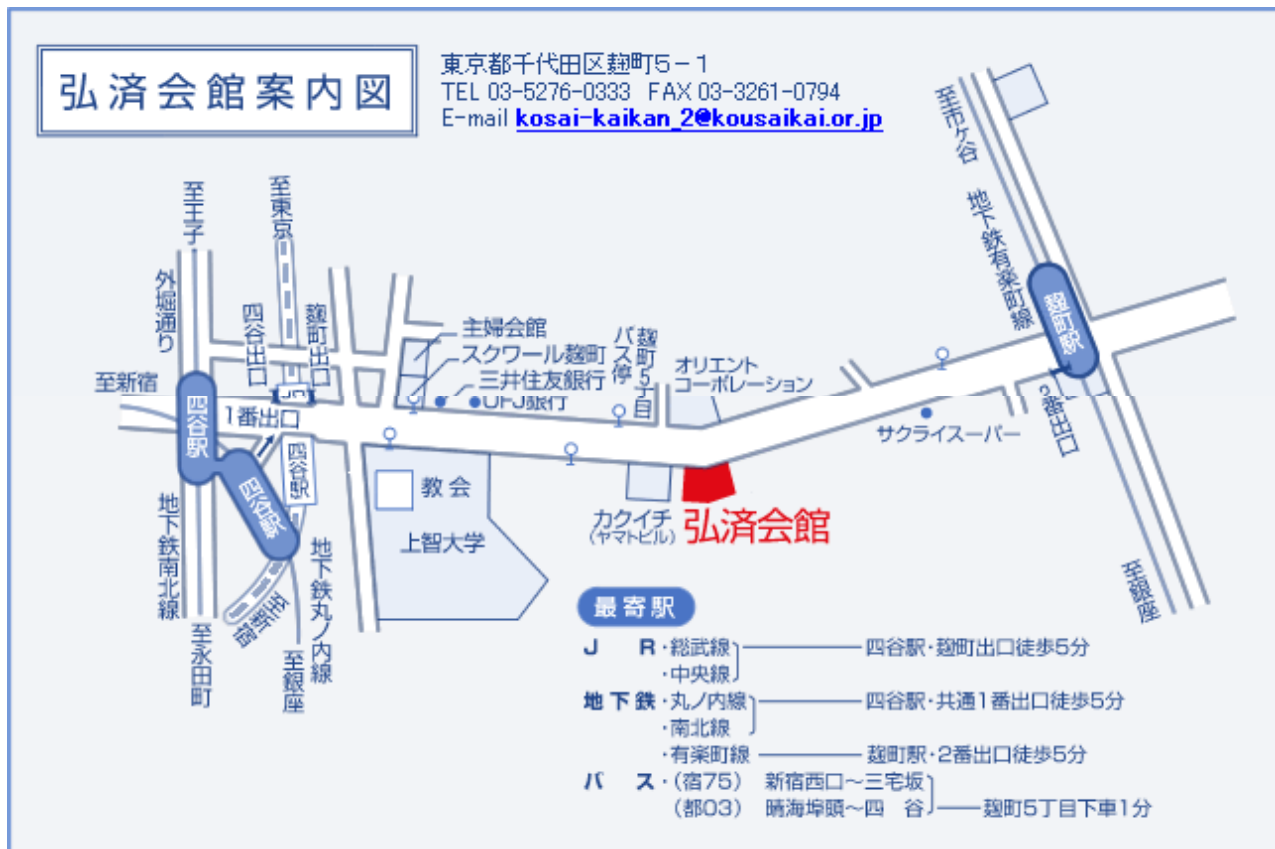 弘済会館案内図
東京都千代田区麹町5-1
TEL 03-5276-0333 FAX 03-3261-0794
E-mail kosai-kaikan_2@kousaikai.or.jp
至王子
外堀通り
至東京
四谷出口
麹町出口
至新宿
四谷駅
1番出口
四谷駅
四谷駅
地下鉄南北線
至永田町
至新宿
至銀座
地下鉄丸ノ内線
主婦会館
スクワール麹町
三井住友銀行
UFJ銀行
麹町5丁目
バス停
オリエント
コーポレーション
至市ケ谷
地下鉄有楽町線
麹町駅
2番出口
サクライスーパー
至銀座
教会
上智大学
カクイチ
(ヤマトビル)
弘済会館
最寄駅
JR・総武線 四谷駅・麹町出口徒歩5分
・中央線
地下鉄・丸ノ内線 四谷駅・共通1番出口徒歩5分
・南北線
・有楽町線 麹町駅・2番出口徒歩5分
バス・(宿75) 新宿西口～三宅坂
(都03) 晴海埠頭～四谷 麹町5丁目下車1分